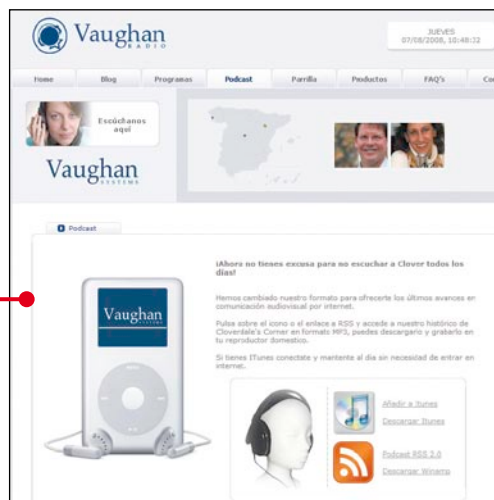 Vaughan
RADIO
JUEVES
07/08/2008, 10:48:32
Home Blog Programas Podcast Parrilla Productos FAQ's
Escúchanos
aquí
Vaughan
SYSTEMS
Podcast
¡Ahora no tienes excusa para no escuchar a Clover todos los
días!
Vaughan
SYSTEMS
Hemos cambiado nuestro formato para ofrecerte los últimos avances en
comunicación audiovisual por internet.
Pulsa sobre el icono o el enlace a RSS y accede a nuestro histórico de
Cloverdale's Corner en formato MP3, puedes descargarlo y grabarlo en
tu reproductor domestico.
Si tienes ITunes conectate y mantente al dia sin necesidad de entrar en
internet.
Añadir a Itunes
Descargar Itunes
Podcast RSS 2.0
Descargar Winamp